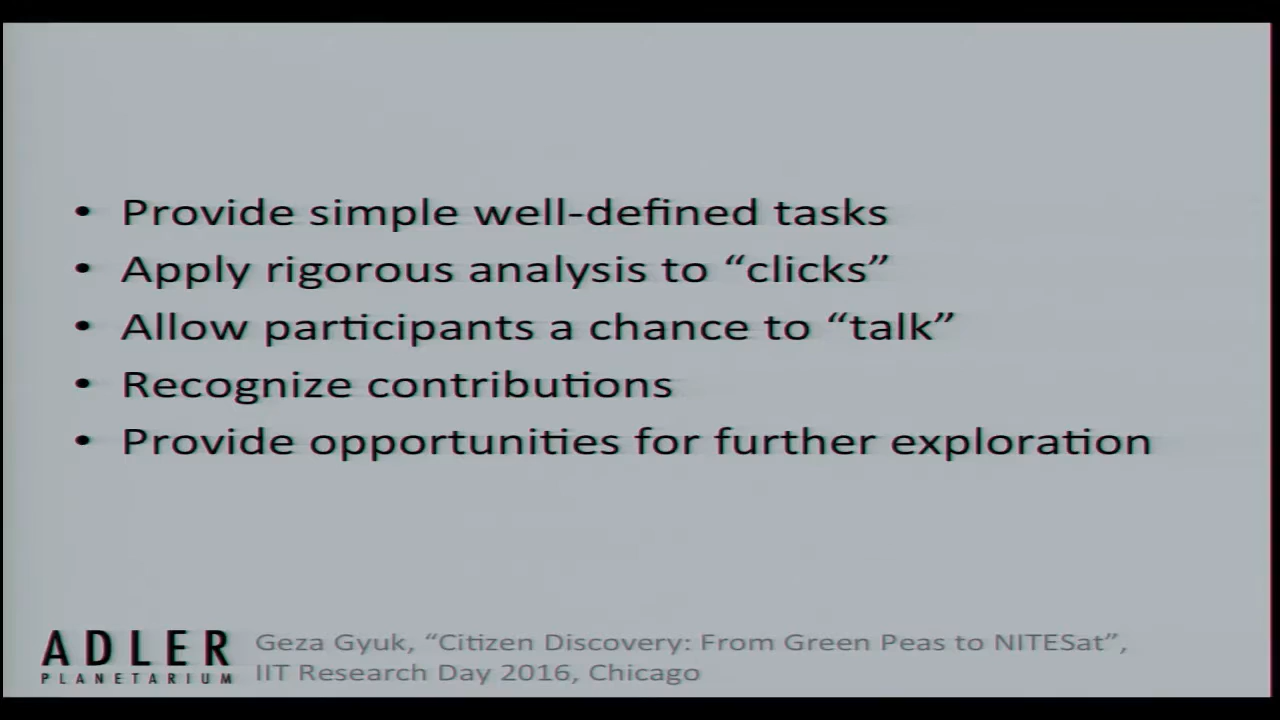 • Provide simple well-defined tasks
• Apply rigorous analysis to “clicks”
• Allow participants a chance to “talk”
• Recognize contributions
• Provide opportunities for further exploration
ADLER
PLANETARIUM
Geza Gyuk, “Citizen Discovery: From Green Peas to NITESat”,
IIT Research Day 2016, Chicago